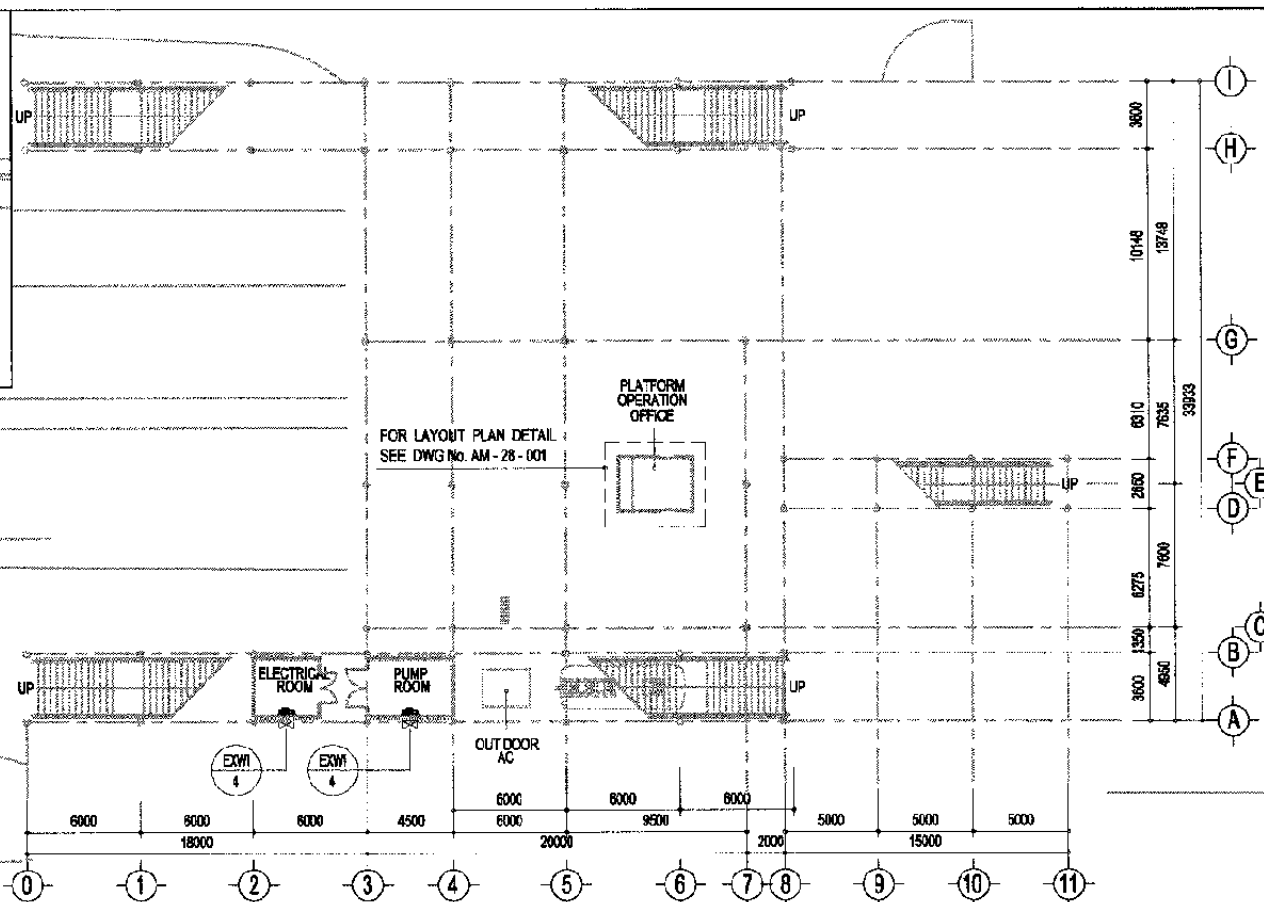 I
UP
UP
3600
H
10148
13748
G
PLATFORM
OPERATION
OFFICE
6310
7635
33933
FOR LAYOUT PLAN DETAIL
SEE DWG No. AM - 28 - 001
F
UP
2660
E
D
7600
6275
C
1350
B
ELECTRICAL
ROOM
PUMP
ROOM
UP
UP
3600
4950
A
OUTDOOR
AC
EXWI
4
EXWI
4
6000
6000
6000
6000
6000
6000
4500
6000
9500
5000
5000
5000
18000
20000
2000
15000
0
1
2
3
4
5
6
7
8
9
10
11